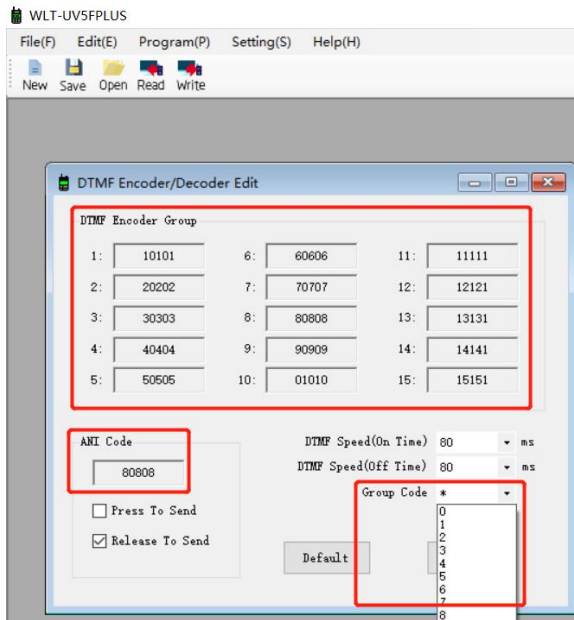 WLT-UV5FPLUS
File(F) Edit(E) Program(P) Setting(S) Help(H)
New Save Open Read Write
DTMF Encoder/Decoder Edit
DTMF Encoder Group
1: 10101 6: 60606 11: 11111
2: 20202 7: 70707 12: 12121
3: 30303 8: 80808 13: 13131
4: 40404 9: 90909 14: 14141
5: 50505 10: 01010 15: 15151
ANI Code
80808
Press To Send
Release To Send
DTMF Speed(On Time) 80 ms
DTMF Speed(Off Time) 80 ms
Group Code *
0
1
2
3
4
5
6
7
8
Default